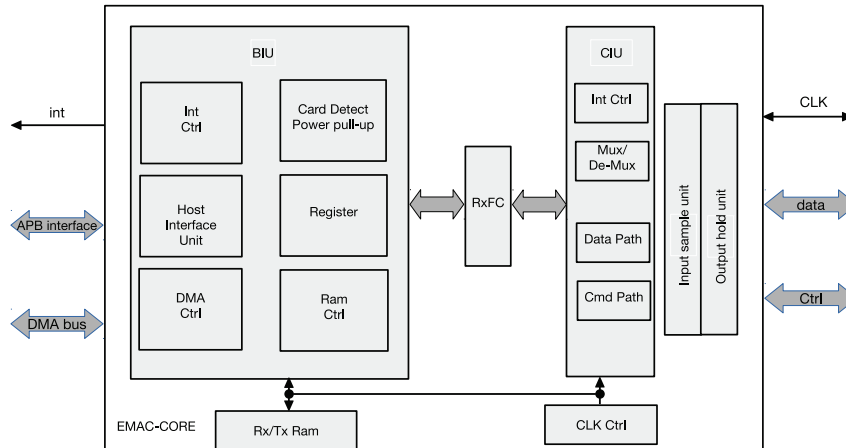 BIU
CIU
int
Int
Ctrl
Card Detect
Power pull-up
Int Ctrl
CLK
Mux/
De-Mux
APB interface
Host
Interface
Unit
Register
RxFC
Data Path
Input sample unit
Output hold unit
data
DMA bus
DMA
Ctrl
Ram
Ctrl
Cmd Path
Ctrl
EMAC-CORE
Rx/Tx Ram
CLK Ctrl